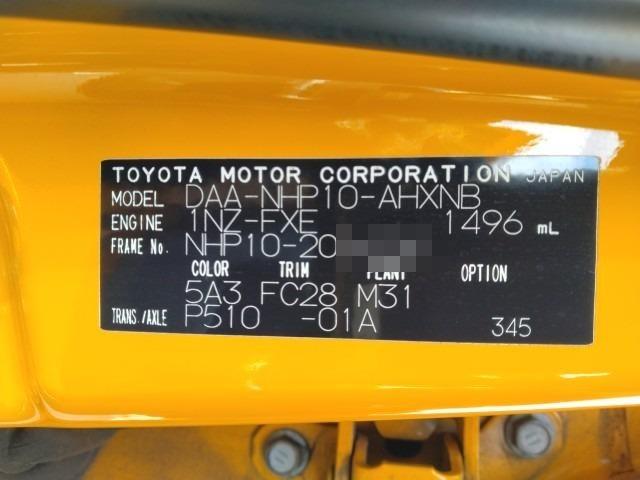 TOYOTA MOTOR CORPORATION JAPAN
MODEL DAA-NHP10-AHXNB
ENGINE 1NZ-FXE 1496 mL
FRAME No. NHP10-20
COLOR TRIM PLANT OPTION
5A3 FC28 M31
TRANS./AXLE P510 -01A 345